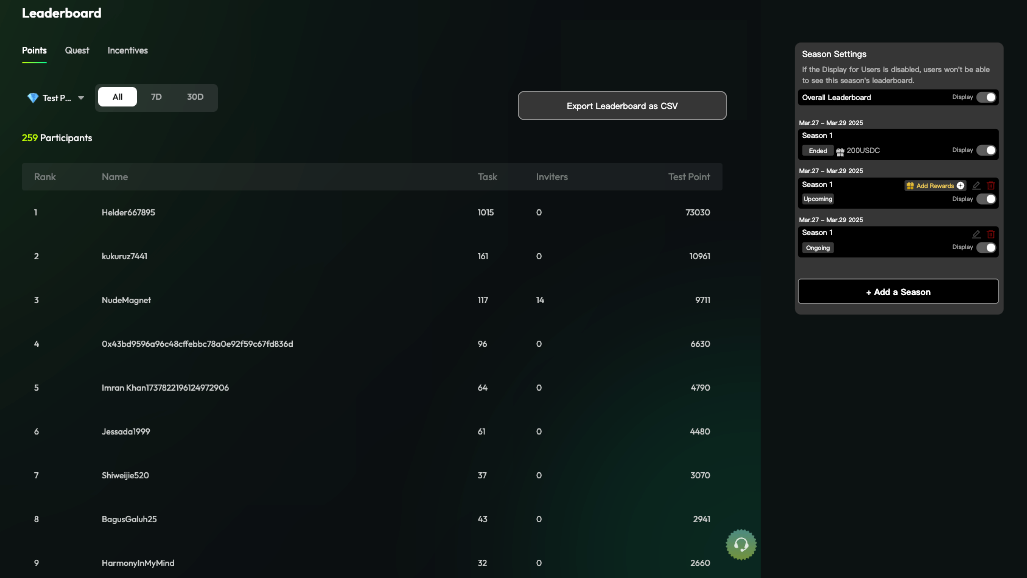 Leaderboard
Points Quest Incentives
Test P... All 7D 30D
Export Leaderboard as CSV
259 Participants
Rank Name Task Inviters Test Point
1 Helder667895 1015 0 73030
2 kukuruz7441 161 0 10961
3 NudeMagnet 117 14 9711
4 0x43bd9596a96c48cffebbc78a0e92f59c67fd836d 96 0 6630
5 Imran Khan1737822196124972906 64 0 4790
6 Jessada1999 61 0 4480
7 Shiweijie520 37 0 3070
8 BagusGaluh25 43 0 2941
9 HarmonyInMyMind 32 0 2660
Season Settings
If the Display for Users is disabled, users won't be able
to see this season's leaderboard.
Overall Leaderboard Display
Mar.27 - Mar.29 2025
Season 1
Ended 200USDC Display
Mar.27 - Mar.29 2025
Season 1 Add Rewards
Upcoming Display
Mar.27 - Mar.29 2025
Season 1
Ongoing Display
+ Add a Season